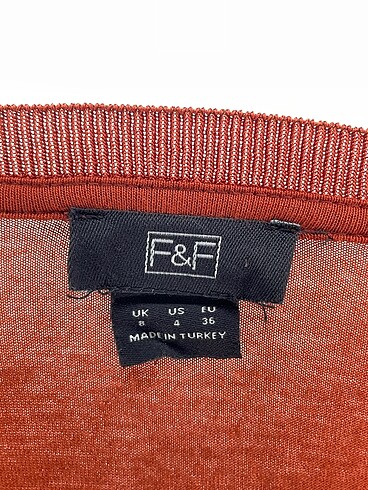 F&F
UK US EU
8 4 36
MADE IN TURKEY